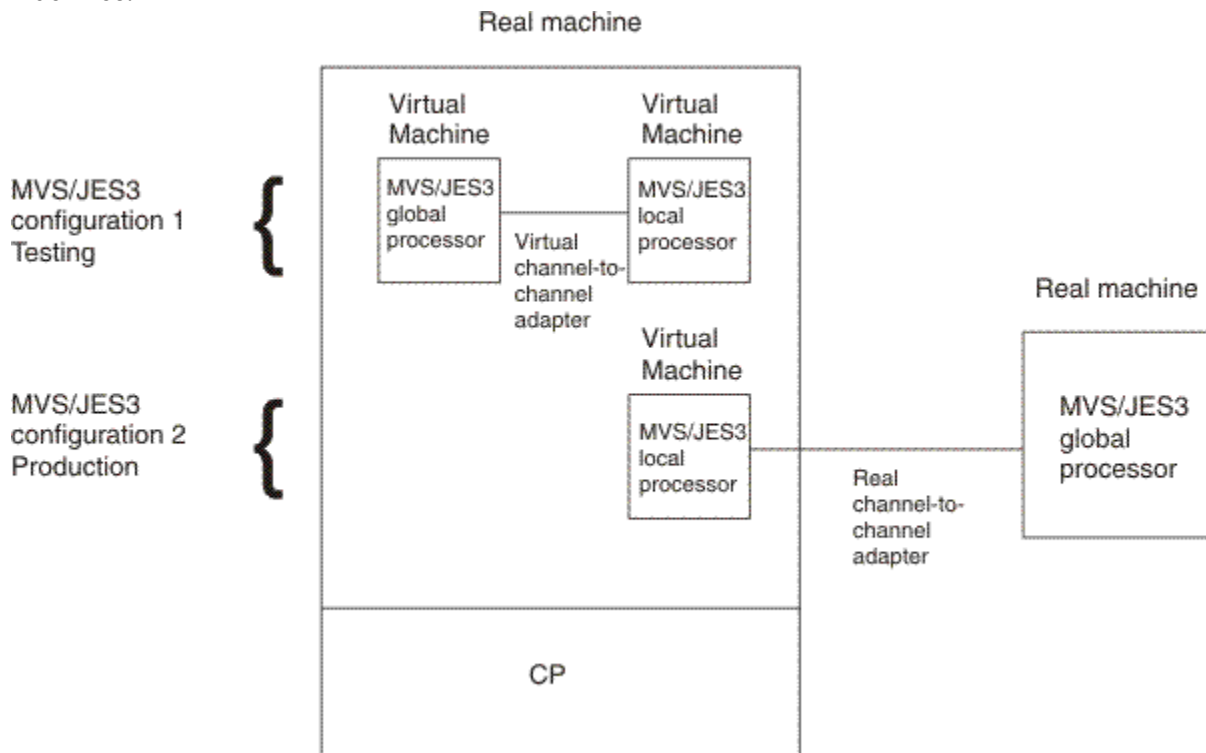 Real machine
Virtual
Machine
Virtual
Machine
MVS/JES3
configuration 1
Testing
MVS/JES3
global
processor
MVS/JES3
local
processor
Virtual
channel-to-
channel
adapter
Real machine
Virtual
Machine
MVS/JES3
configuration 2
Production
MVS/JES3
local
processor
MVS/JES3
global
processor
Real
channel-to-
channel
adapter
CP